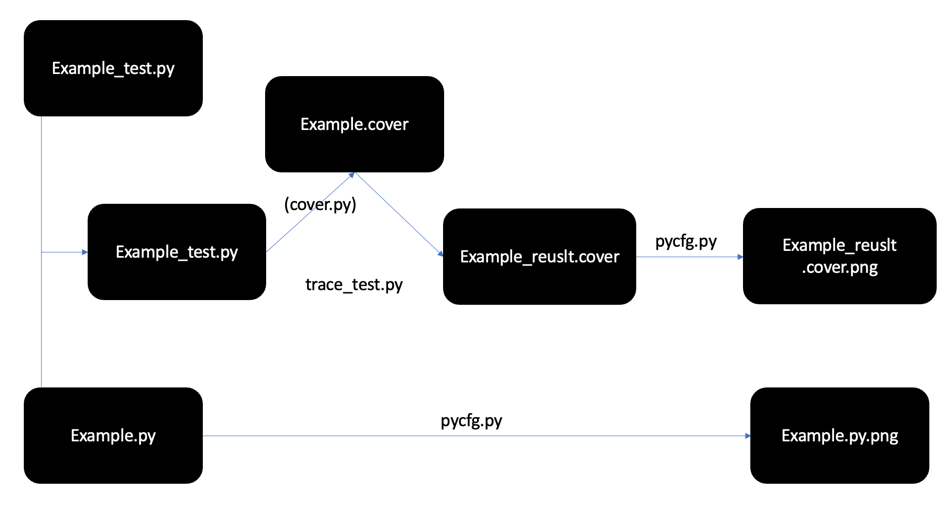 Example_test.py
Example.cover
(cover.py)
Example_test.py
trace_test.py
Example_reuslt.cover
pycfg.py
Example_reuslt
.cover.png
Example.py
pycfg.py
Example.py.png